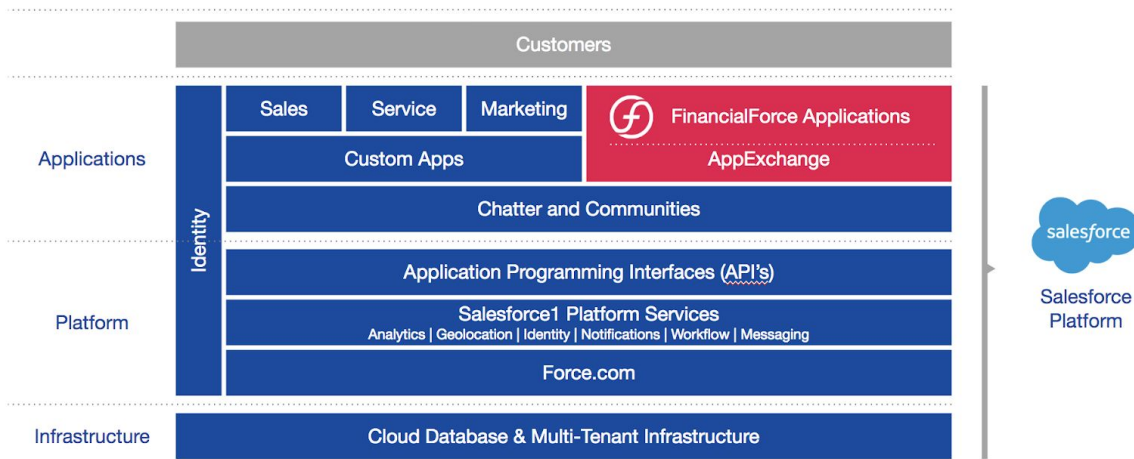 Customers
Applications
Identity
Sales
Service
Marketing
FinancialForce Applications
Custom Apps
AppExchange
Chatter and Communities
Platform
Application Programming Interfaces (API's)
Salesforce1 Platform Services
Analytics | Geolocation | Identity | Notifications | Workflow | Messaging
Force.com
Infrastructure
Cloud Database & Multi-Tenant Infrastructure
salesforce
Salesforce
Platform